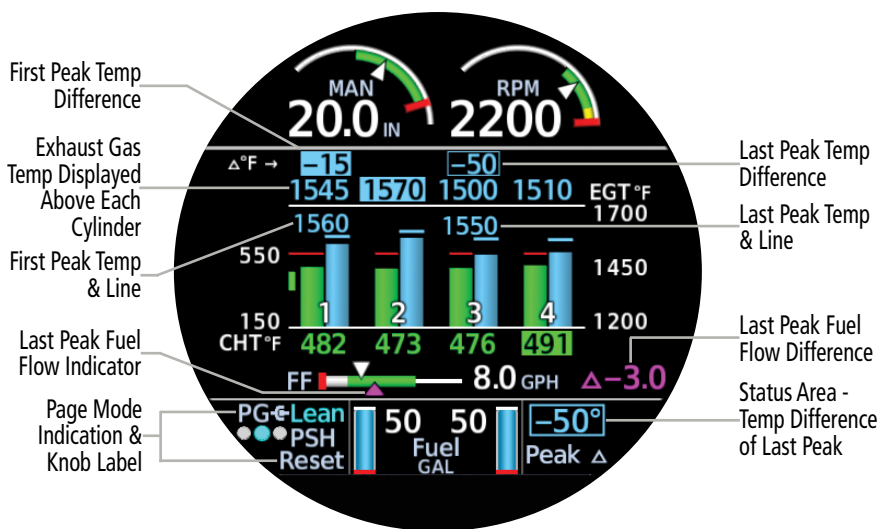 MAN
20.0 IN
RPM
2200
First Peak Temp
Difference
Exhaust Gas
Temp Displayed
Above Each
Cylinder
First Peak Temp
& Line
Last Peak Fuel
Flow Indicator
Page Mode
Indication &
Knob Label
△°F → −15 −50
1545 1570 1500 1510 EGT °F
1560 1550 1700
550 1450
1 2 3 4
150 1200
CHT °F 482 473 476 491
FF 8.0 GPH △−3.0
PG Lean
PSH
Reset
50 50
Fuel
GAL
−50°
Peak △
Last Peak Temp
Difference
Last Peak Temp
& Line
Last Peak Fuel
Flow Difference
Status Area -
Temp Difference
of Last Peak